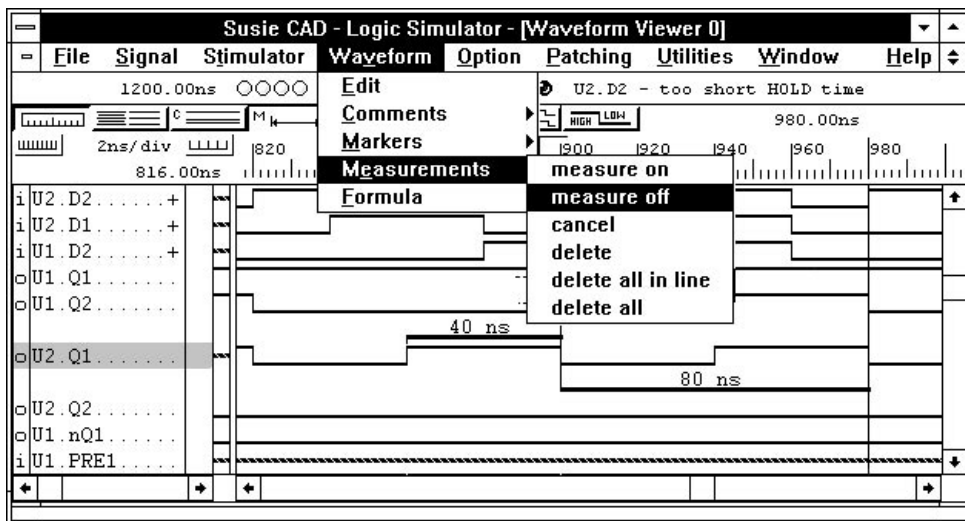 Susie CAD - Logic Simulator - [Waveform Viewer 0]
File Signal Stimulator Waveform Option Patching Utilities Window Help
1200.00ns U2.D2 - too short HOLD time
C M HIGH LOW 980.00ns
2ns/div 820 900 920 940 960 980
816.00ns
Edit
Comments
Markers
Measurements
Formula
measure on
measure off
cancel
delete
delete all in line
delete all
i U2.D2......+
i U2.D1......+
i U1.D2......+
o U1.Q1.......
o U1.Q2.......
40 ns
o U2.Q1.......
80 ns
o U2.Q2.......
o U1.nQ1......
i U1.PRE1.....